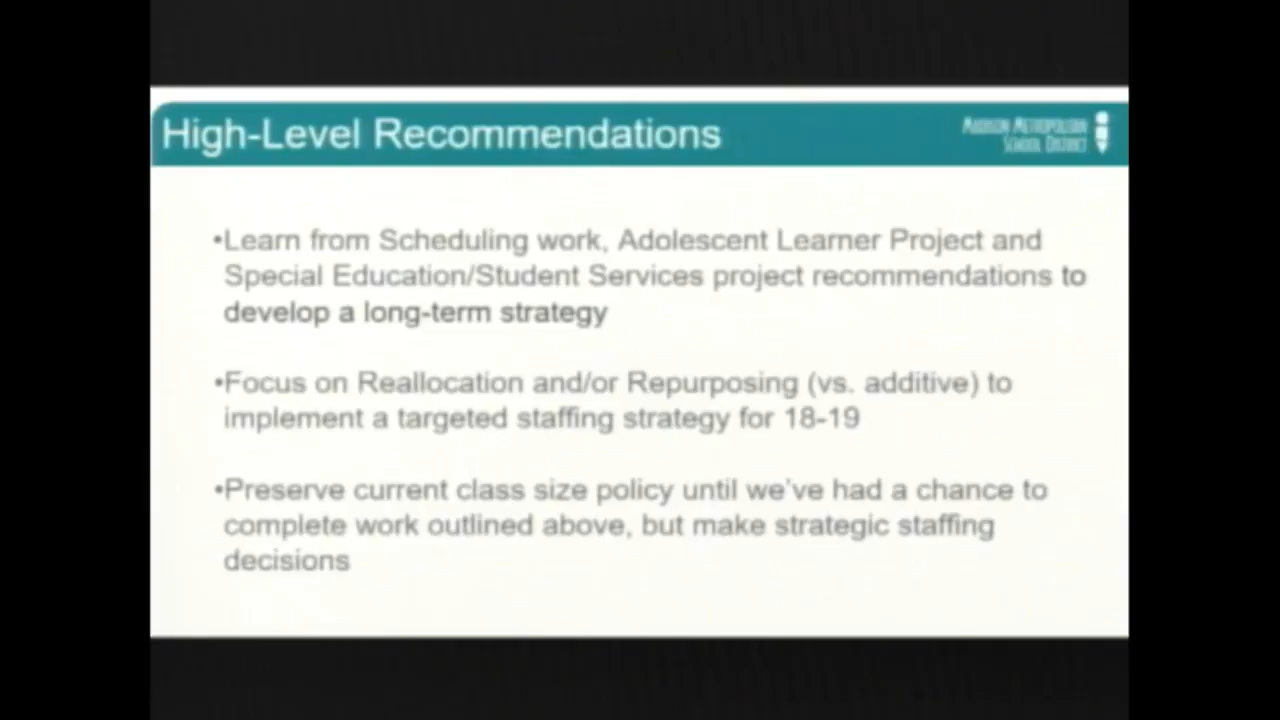 High-Level Recommendations
MADISON METROPOLITAN
SCHOOL DISTRICT
•Learn from Scheduling work, Adolescent Learner Project and
Special Education/Student Services project recommendations to
develop a long-term strategy
•Focus on Reallocation and/or Repurposing (vs. additive) to
implement a targeted staffing strategy for 18-19
•Preserve current class size policy until we've had a chance to
complete work outlined above, but make strategic staffing
decisions